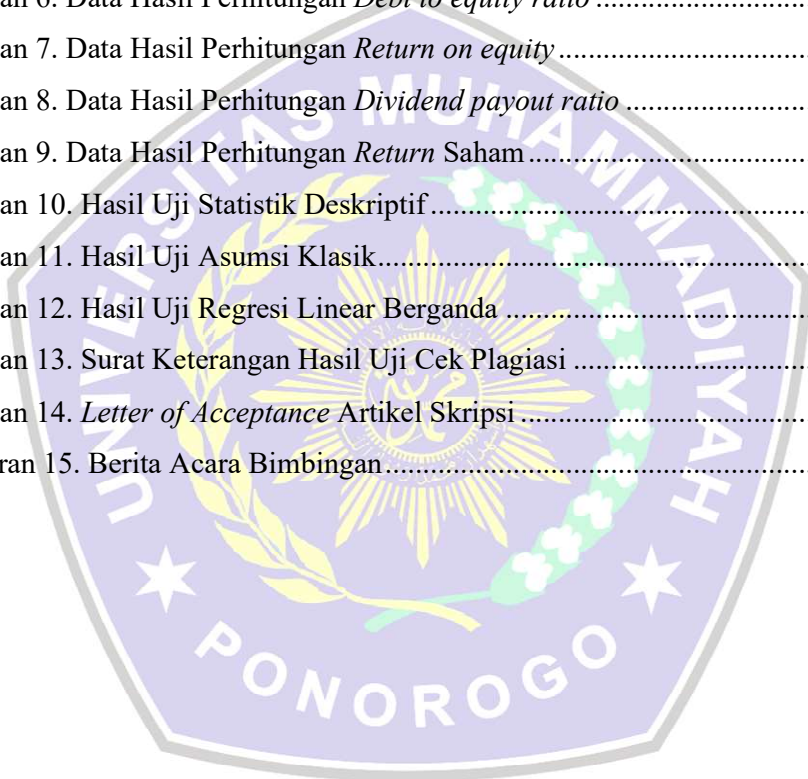 an 6. Data Hasil Perhitungan Debt to equity ratio ..............................
an 7. Data Hasil Perhitungan Return on equity ..............................
an 8. Data Hasil Perhitungan Dividend payout ratio ..............................
an 9. Data Hasil Perhitungan Return Saham ..............................
an 10. Hasil Uji Statistik Deskriptif ..............................
an 11. Hasil Uji Asumsi Klasik ..............................
an 12. Hasil Uji Regresi Linear Berganda ..............................
an 13. Surat Keterangan Hasil Uji Cek Plagiasi ..............................
an 14. Letter of Acceptance Artikel Skripsi ..............................
ran 15. Berita Acara Bimbingan ..............................
UNIVERSITAS MUHAMMADIYAH
PONOROGO